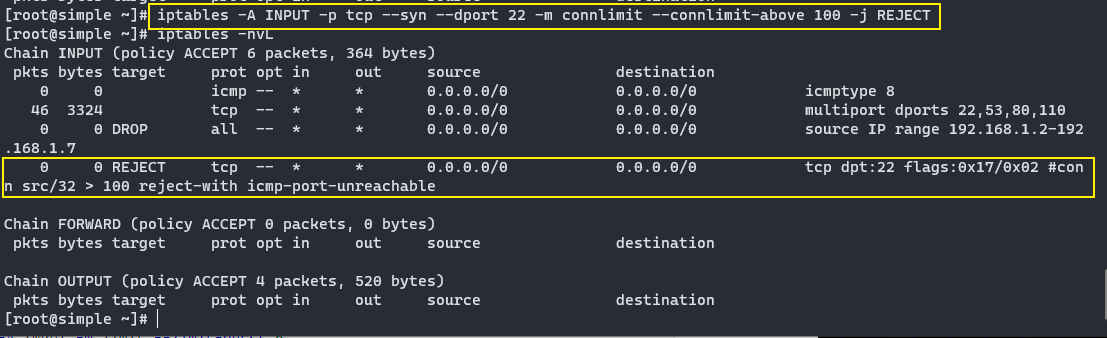 [root@simple ~]# iptables -A INPUT -p tcp --syn --dport 22 -m connlimit --connlimit-above 100 -j REJECT
[root@simple ~]# iptables -nvL
Chain INPUT (policy ACCEPT 6 packets, 364 bytes)
 pkts bytes target     prot opt in     out     source               destination
    0     0            icmp --  *      *       0.0.0.0/0            0.0.0.0/0            icmptype 8
   46  3324            tcp  --  *      *       0.0.0.0/0            0.0.0.0/0            multiport dports 22,53,80,110
    0     0 DROP       all  --  *      *       0.0.0.0/0            0.0.0.0/0            source IP range 192.168.1.2-192
.168.1.7
    0     0 REJECT     tcp  --  *      *       0.0.0.0/0            0.0.0.0/0            tcp dpt:22 flags:0x17/0x02 #con
n src/32 > 100 reject-with icmp-port-unreachable
Chain FORWARD (policy ACCEPT 0 packets, 0 bytes)
 pkts bytes target     prot opt in     out     source               destination
Chain OUTPUT (policy ACCEPT 4 packets, 520 bytes)
 pkts bytes target     prot opt in     out     source               destination
[root@simple ~]#